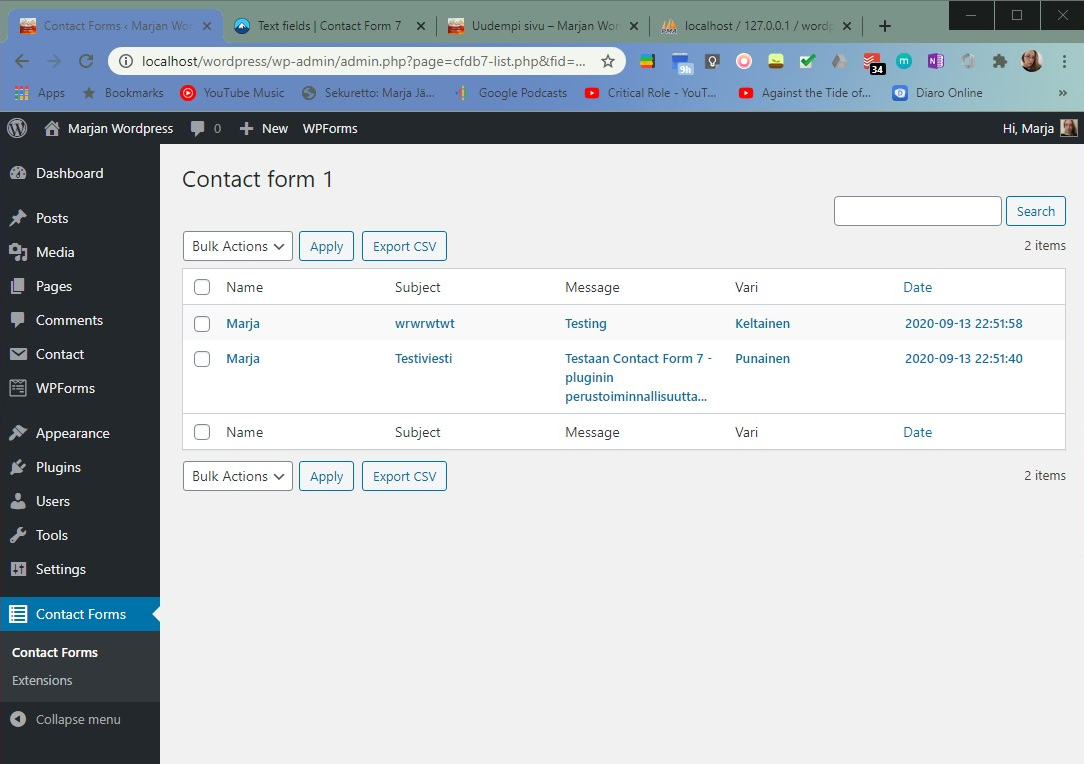 Contact Forms ‹ Marjan Wor
Text fields | Contact Form 7
Uudempi sivu – Marjan Wor
localhost / 127.0.0.1 / wordp
localhost/wordpress/wp-admin/admin.php?page=cfdb7-list.php&fid=...
9h
34
m
N
Apps
Bookmarks
YouTube Music
Sekuretto: Marja Jä...
Google Podcasts
Critical Role - YouT...
Against the Tide of...
Diaro Online
»
Marjan Wordpress
0
New
WPForms
Hi, Marja
Dashboard
Posts
Media
Pages
Comments
Contact
WPForms
Appearance
Plugins
Users
Tools
Settings
Contact Forms
Contact Forms
Extensions
Collapse menu
Contact form 1
Search
Bulk Actions
Apply
Export CSV
2 items
Name Subject Message Vari Date
Marja wrwrwtwt Testing Keltainen 2020-09-13 22:51:58
Marja Testiviesti Testaan Contact Form 7 - Punainen 2020-09-13 22:51:40
pluginin
perustoiminnallisuutta...
Name Subject Message Vari Date
Bulk Actions
Apply
Export CSV
2 items